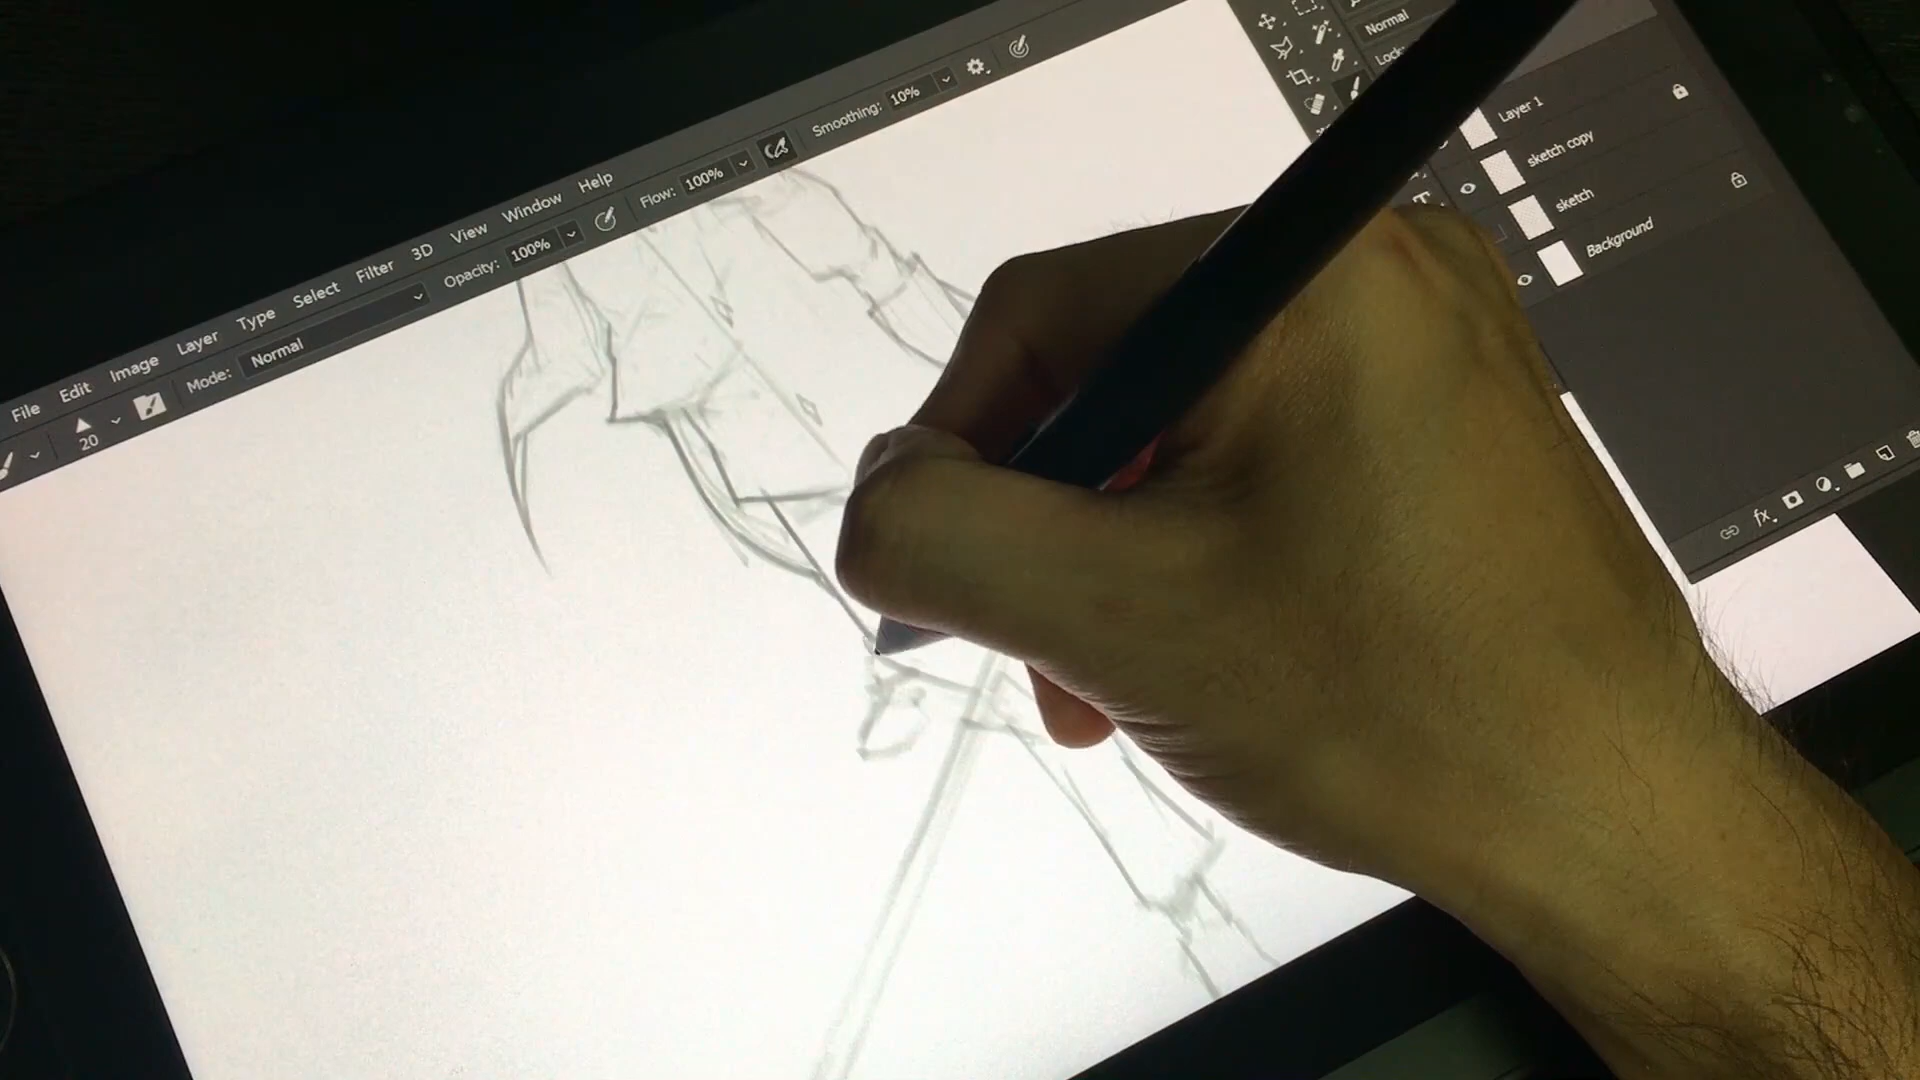 File Edit Image Layer Type Select Filter 3D View Window Help
20 Mode: Normal Opacity: 100% Flow: 100% Smoothing: 10%
Normal
Lock:
Layer 1
sketch copy
sketch
Background
fx